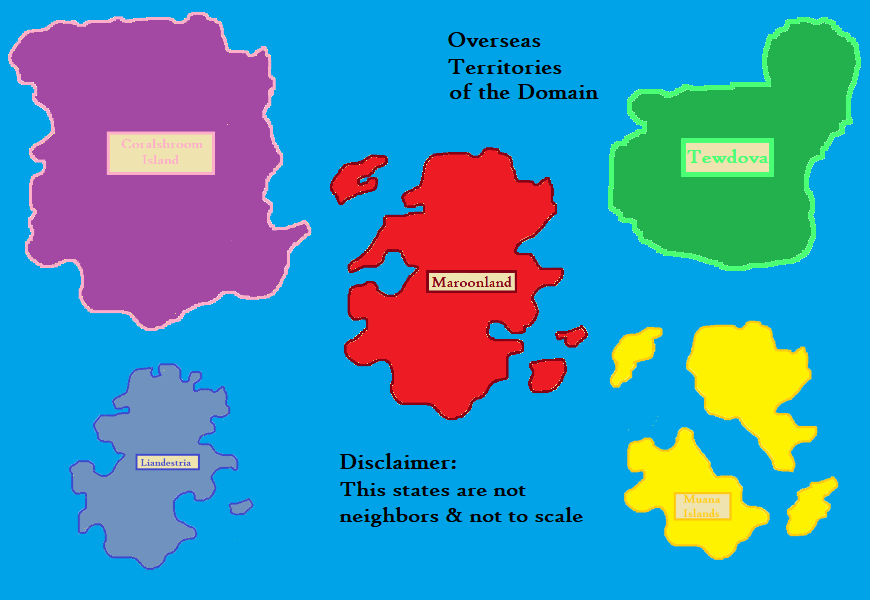 Overseas
Territories
of the Domain
Coralshroom
Island
Tewdova
Maroonland
Liandestria
Muana
Islands
Disclaimer:
This states are not
neighbors & not to scale